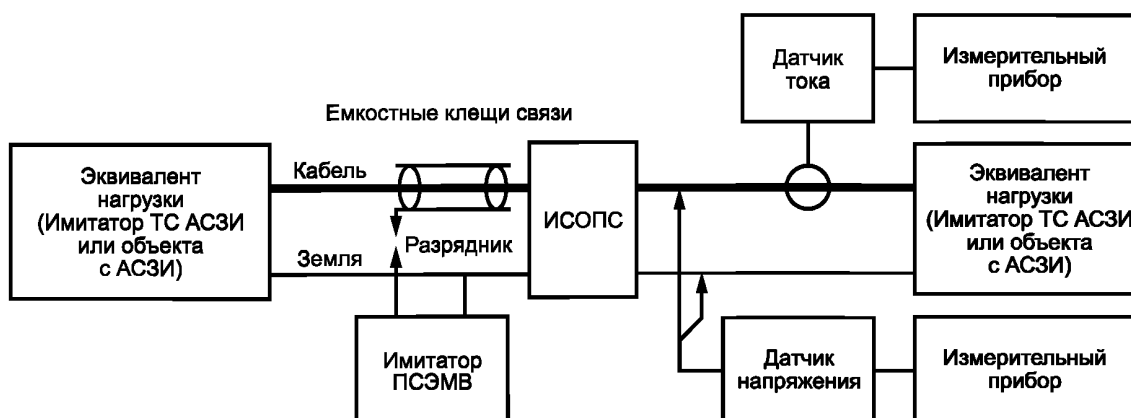 Датчик
тока
Измерительный
прибор
Емкостные клещи связи
Эквивалент
нагрузки
(Имитатор ТС АСЗИ
или объекта
с АСЗИ)
Кабель
Разрядник
Земля
ИСОПС
Эквивалент
нагрузки
(Имитатор ТС АСЗИ
или объекта
с АСЗИ)
Имитатор
ПСЭМВ
Датчик
напряжения
Измерительный
прибор